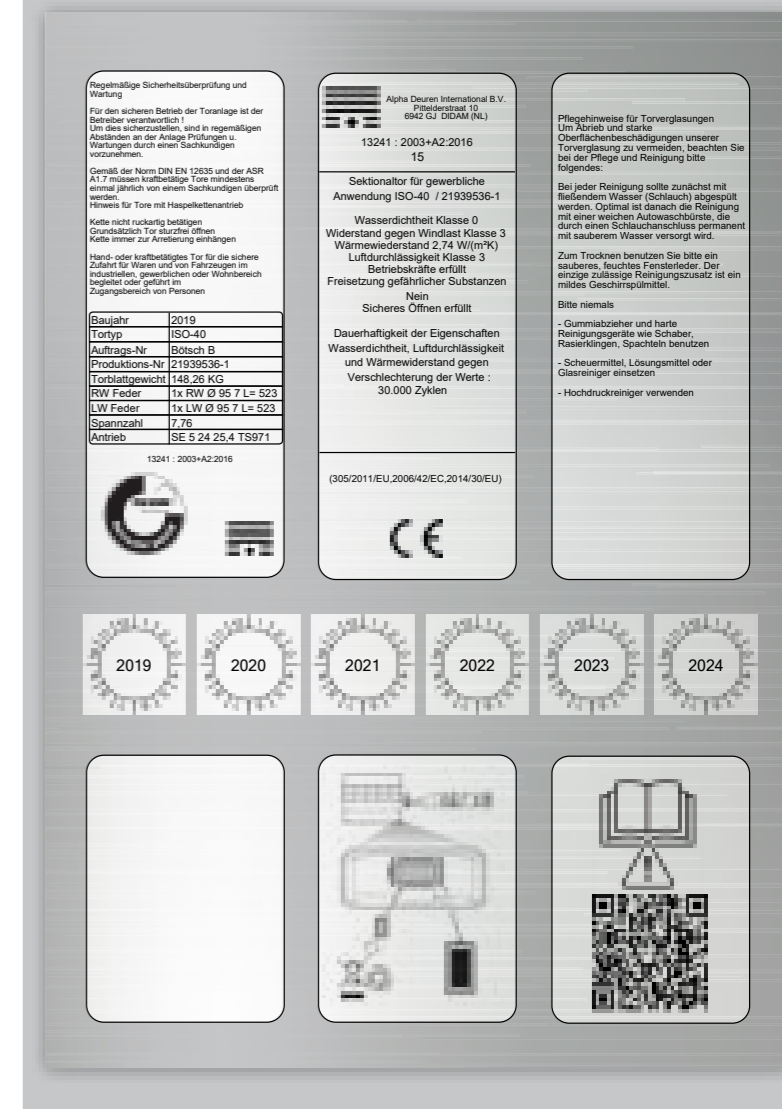 Regelmäßige Sicherheitsüberprüfung und
Wartung
Für den sicheren Betrieb der Toranlage ist der
Betreiber verantwortlich !
Um dies sicherzustellen, sind in regemäßigen
Abständen an der Anlage Prüfungen u.
Wartungen durch einen Sachkundigen
vorzunehmen.
Gemäß der Norm DIN EN 12635 und der ASR
A1.7 müssen kraftbetätige Tore mindestens
einmal jährlich von einem Sachkundigen überprüft
werden.
Hinweis für Tore mit Haspelkettenantrieb
Kette nicht ruckartig betätigen
Grundsätzlich Tor sturzfrei öffnen
Kette immer zur Arretierung einhängen
Hand- oder kraftbetätigtes Tor für die sichere
Zufahrt für Waren und von Fahrzeugen im
industriellen, gewerblichen oder Wohnbereich
begleitet oder geführt im
Zugangsbereich von Personen
Baujahr 2019
Tortyp ISO-40
Auftrags-Nr Bötsch B
Produktions-Nr 21939536-1
Torblattgewicht 148,26 KG
RW Feder 1x RW Ø 95 7 L= 523
LW Feder 1x LW Ø 95 7 L= 523
Spannzahl 7,76
Antrieb SE 5 24 25,4 TS971
13241 : 2003+A2:2016
Alpha Deuren International B.V.
Pittelderstraat 10
6942 GJ DIDAM (NL)
13241 : 2003+A2:2016
15
Sektionaltor für gewerbliche
Anwendung ISO-40 / 21939536-1
Wasserdichtheit Klasse 0
Widerstand gegen Windlast Klasse 3
Wärmewiederstand 2,74 W/(m²K)
Luftdurchlässigkeit Klasse 3
Betriebskräfte erfüllt
Freisetzung gefährlicher Substanzen
Nein
Sicheres Öffnen erfüllt
Dauerhaftigkeit der Eigenschaften
Wasserdichtheit, Luftdurchlässigkeit
und Wärmewiderstand gegen
Verschlechterung der Werte :
30.000 Zyklen
(305/2011/EU,2006/42/EC,2014/30/EU)
CE
Pflegehinweise für Torverglasungen
Um Abrieb und starke
Oberflächenbeschädigungen unserer
Torverglasung zu vermeiden, beachten Sie
bei der Pflege und Reinigung bitte
folgendes:
Bei jeder Reinigung sollte zunächst mit
fließendem Wasser (Schlauch) abgespült
werden. Optimal ist danach die Reinigung
mit einer weichen Autowaschbürste, die
durch einen Schlauchanschluss permanent
mit sauberem Wasser versorgt wird.
Zum Trocknen benutzen Sie bitte ein
sauberes, feuchtes Fensterleder. Der
einzige zulässige Reinigungszusatz ist ein
mildes Geschirrspülmittel.
Bitte niemals
- Gummiabzieher und harte
Reinigungsgeräte wie Schaber,
Rasierklingen, Spachteln benutzen
- Scheuermittel, Lösungsmittel oder
Glasreiniger einsetzen
- Hochdruckreiniger verwenden
2019
2020
2021
2022
2023
2024